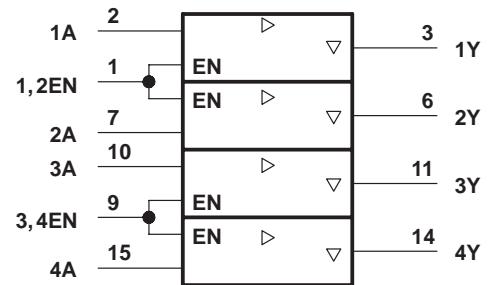 1A 2
3 1Y
1,2EN 1 EN
EN
6 2Y
2A 7
3A 10
11 3Y
3,4EN 9 EN
EN
14 4Y
4A 15